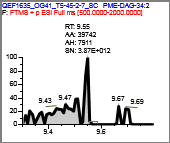 QEF1635_OG41_T5-45-2-7_SC PME-DAG-34:2
F: FTMS + p ESI Full ms [500.0000-2000.0000]
RT: 9.55
AA: 39742
AH: 7911
SN: 3.87E+012
100
80
60
40
20
0
9.43
9.47
9.67
9.69
9.4
9.6